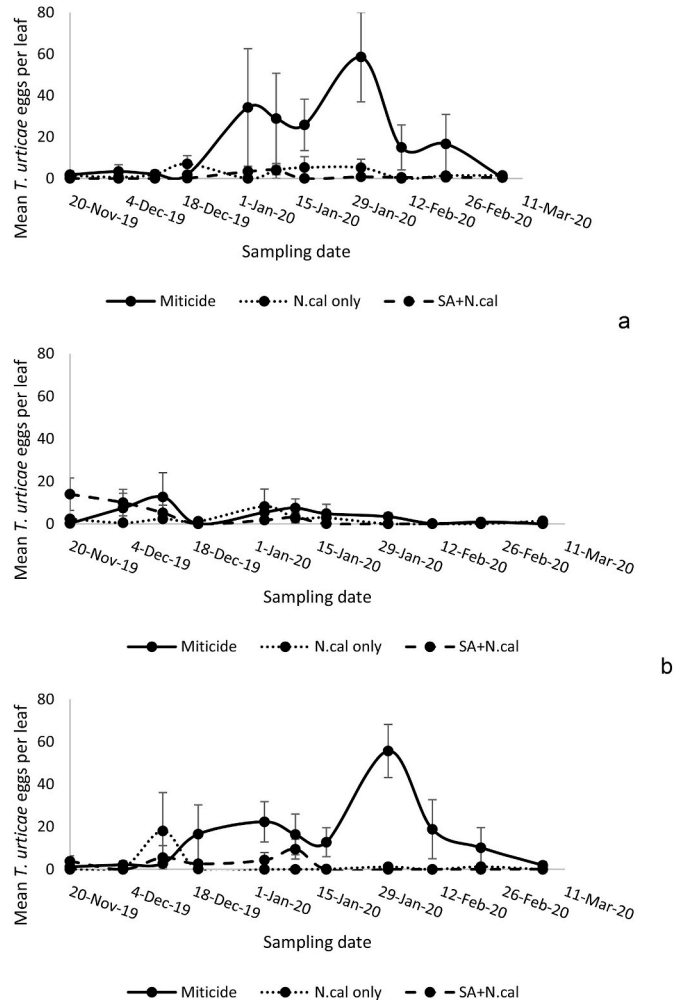 Mean T. urticae eggs per leaf
80
60
40
20
0
20-Nov-19
4-Dec-19
18-Dec-19
1-Jan-20
15-Jan-20
29-Jan-20
12-Feb-20
26-Feb-20
11-Mar-20
Sampling date
Miticide N.cal only SA+N.cal
a
Mean T. urticae eggs per leaf
80
60
40
20
0
20-Nov-19
4-Dec-19
18-Dec-19
1-Jan-20
15-Jan-20
29-Jan-20
12-Feb-20
26-Feb-20
11-Mar-20
Sampling date
Miticide N.cal only SA+N.cal
b
Mean T. urticae eggs per leaf
80
60
40
20
0
20-Nov-19
4-Dec-19
18-Dec-19
1-Jan-20
15-Jan-20
29-Jan-20
12-Feb-20
26-Feb-20
11-Mar-20
Sampling date
Miticide N.cal only SA+N.cal